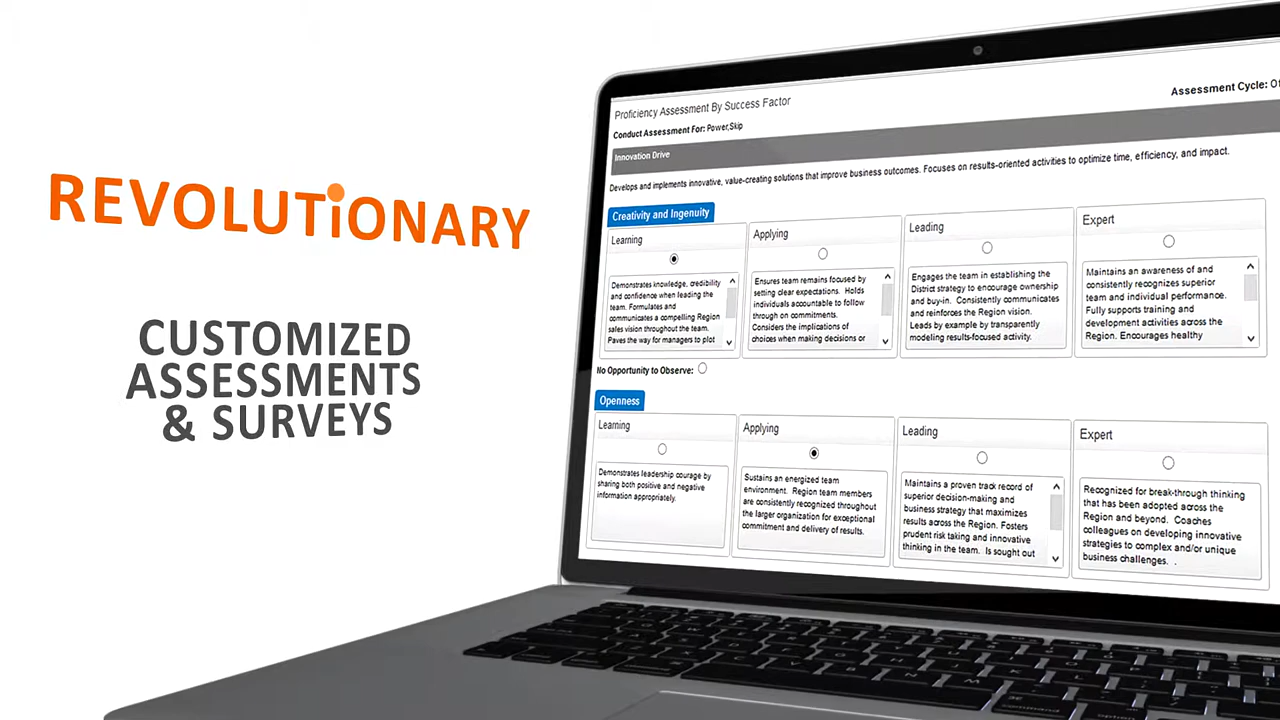 REVOLUTiONARY
CUSTOMIZED
ASSESSMENTS
& SURVEYS
Proficiency Assessment By Success Factor
Assessment Cycle:
Conduct Assessment For: Power,Skip
Innovation Drive
Develops and implements innovative, value-creating solutions that improve business outcomes. Focuses on results-oriented activities to optimize time, efficiency, and impact.
Creativity and Ingenuity
Learning
Demonstrates knowledge, credibility
and confidence when leading the
team. Formulates and
communicates a compelling Region
sales vision throughout the team.
Paves the way for managers to plot
Applying
Ensures team remains focused by
setting clear expectations. Holds
individuals accountable to follow
through on commitments.
Considers the implications of
choices when making decisions or
Leading
Engages the team in establishing the
District strategy to encourage ownership
and buy-in. Consistently communicates
and reinforces the Region vision.
Leads by example by transparently
modeling results-focused activity.
Expert
Maintains an awareness of and
consistently recognizes superior
team and individual performance.
Fully supports training and
development activities across the
Region. Encourages healthy
No Opportunity to Observe:
Openness
Learning
Demonstrates leadership courage by
sharing both positive and negative
information appropriately.
Applying
Sustains an energized team
environment. Region team members
are consistently recognized throughout
the larger organization for exceptional
commitment and delivery of results.
Leading
Maintains a proven track record of
superior decision-making and
business strategy that maximizes
results across the Region. Fosters
prudent risk taking and innovative
thinking in the team. Is sought out
Expert
Recognized for break-through thinking
that has been adopted across the
Region and beyond. Coaches
colleagues on developing innovative
strategies to complex and/or unique
business challenges. .